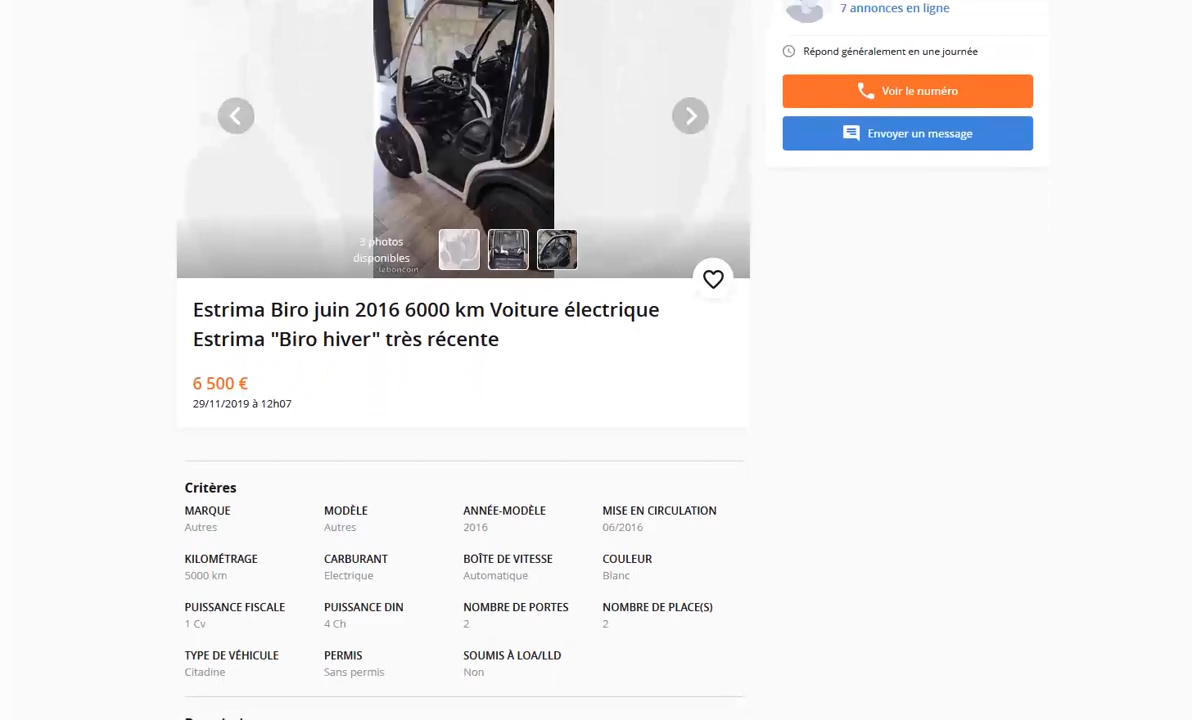 7 annonces en ligne
Répond généralement en une journée
Voir le numéro
Envoyer un message
3 photos
disponibles
leboncoin
Estrima Biro juin 2016 6000 km Voiture électrique
Estrima "Biro hiver" très récente
6 500 €
29/11/2019 à 12h07
Critères
MARQUE MODÈLE ANNÉE-MODÈLE MISE EN CIRCULATION
Autres Autres 2016 06/2016
KILOMÉTRAGE CARBURANT BOÎTE DE VITESSE COULEUR
5000 km Electrique Automatique Blanc
PUISSANCE FISCALE PUISSANCE DIN NOMBRE DE PORTES NOMBRE DE PLACE(S)
1 Cv 4 Ch 2 2
TYPE DE VÉHICULE PERMIS SOUMIS À LOA/LLD
Citadine Sans permis Non